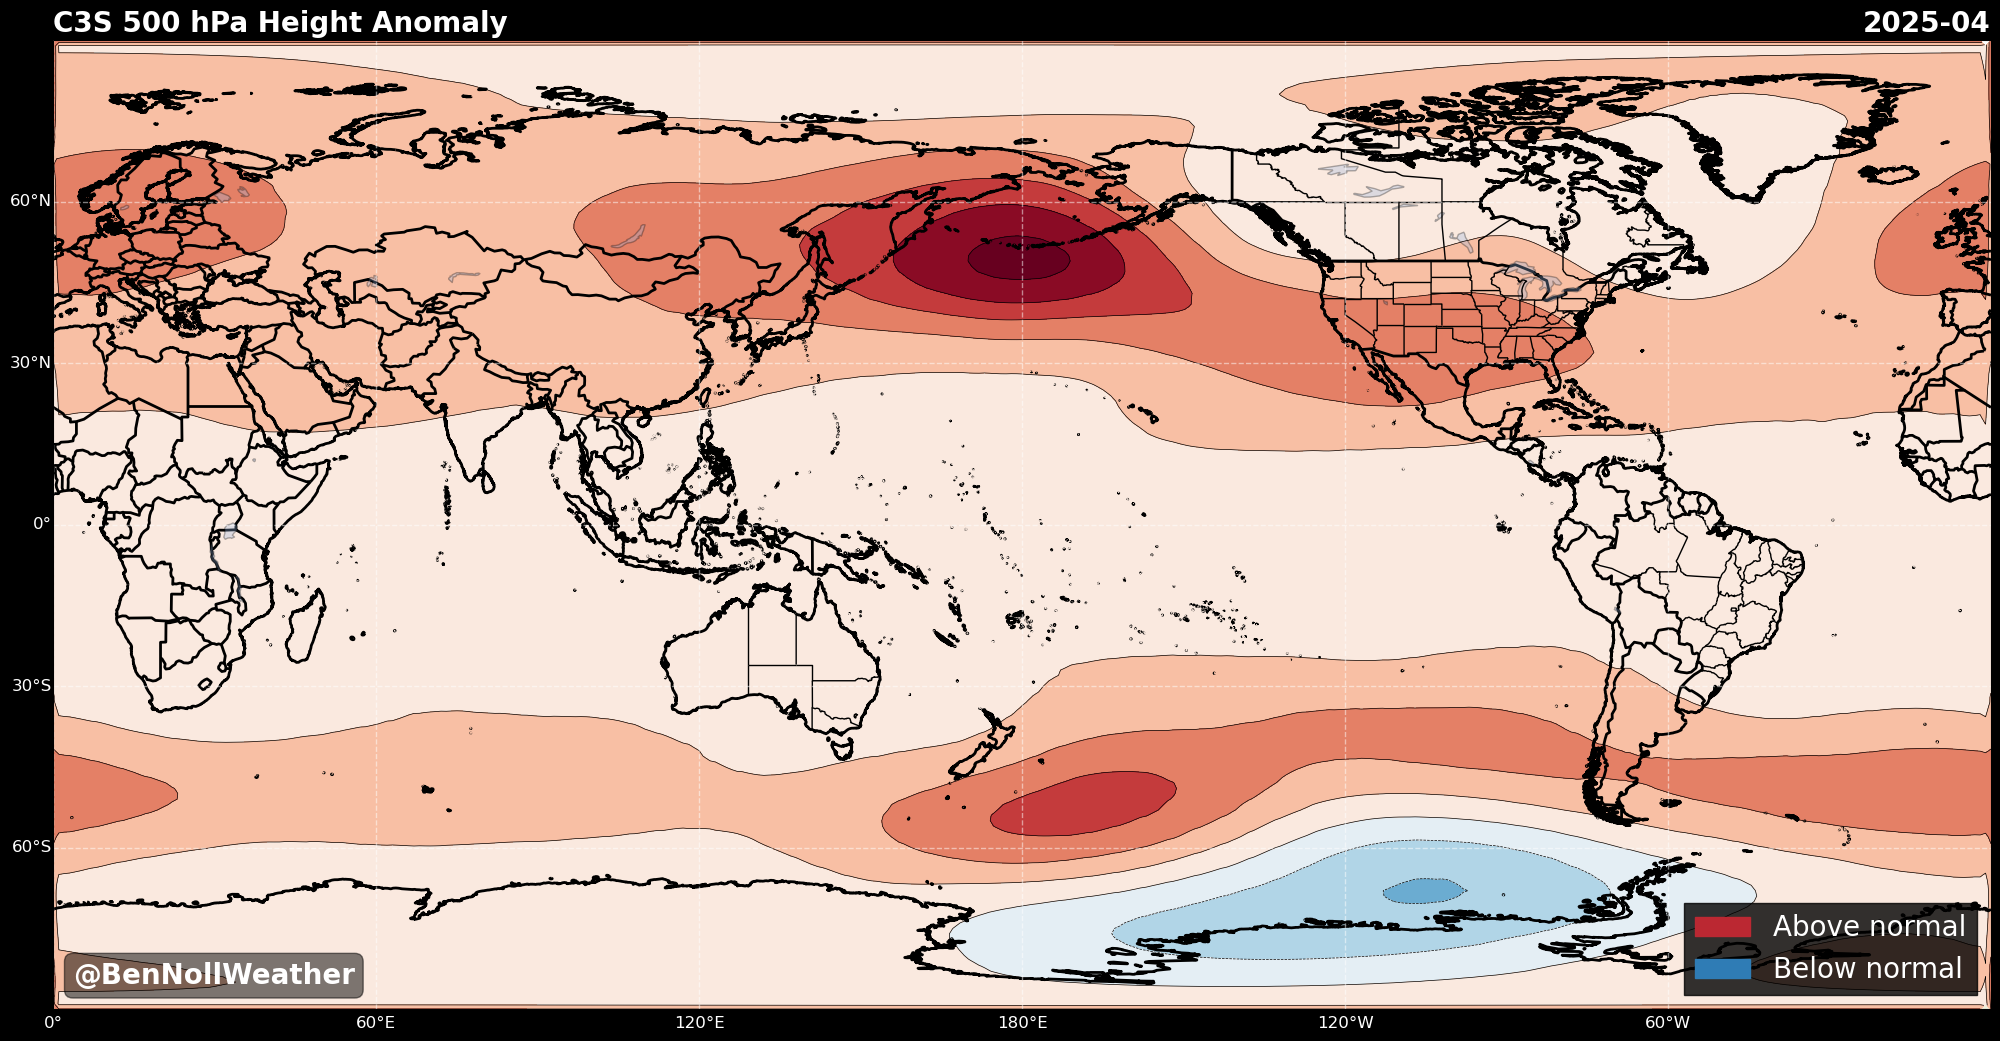 C3S 500 hPa Height Anomaly
2025-04
60°N
30°N
0°
30°S
60°S
Above normal
Below normal
@BenNollWeather
0°
60°E
120°E
180°E
120°W
60°W